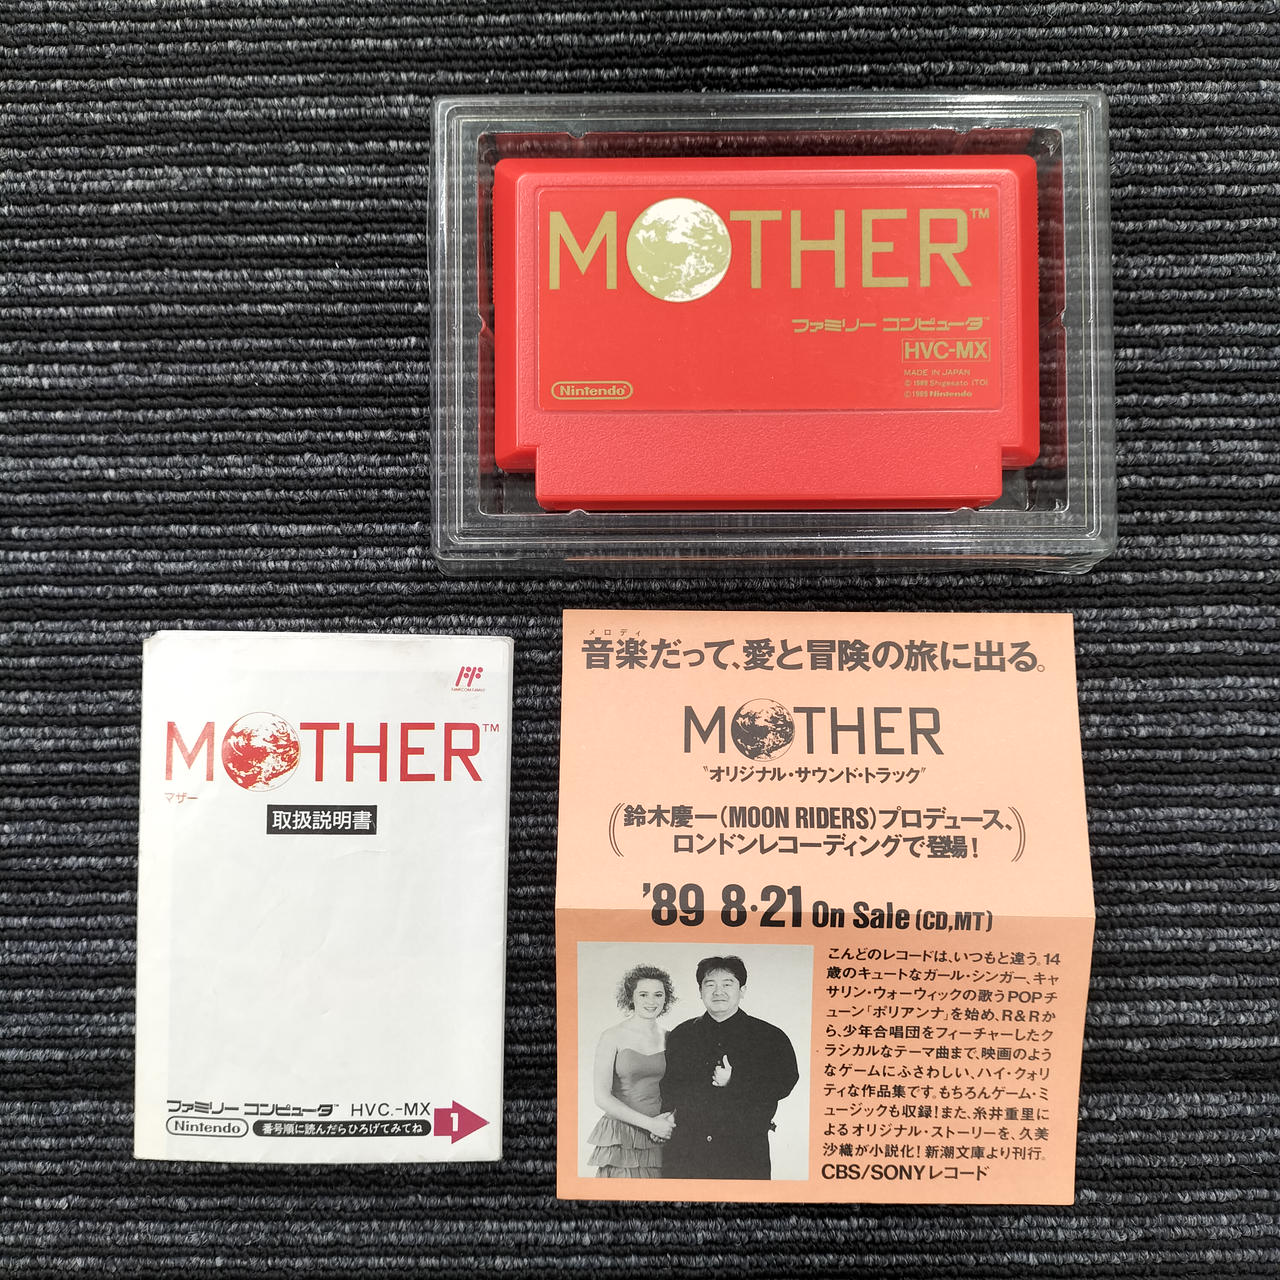 MOTHER™
ファミリー コンピュータ™
HVC-MX
MADE IN JAPAN
© 1989 Shigesato ITOI
© 1989 Nintendo
Nintendo®
FAMICOM FAMILY
MOTHER™
マザー
取扱説明書
ファミリー コンピュータ™ HVC.-MX
Nintendo 番号順に読んだらひろげてみてね 1
メロディ
音楽だって、愛と冒険の旅に出る。
MOTHER
"オリジナル・サウンド・トラック"
鈴木慶一(MOON RIDERS)プロデュース、
ロンドンレコーディングで登場!
'89 8・21 On Sale (CD,MT)
こんどのレコードは、いつもと違う。14
歳のキュートなガール・シンガー、キャ
サリン・ウォーウィックの歌うPOPチ
ューン「ポリアンナ」を始め、R&Rか
ら、少年合唱団をフィーチャーしたク
ラシカルなテーマ曲まで、映画のよう
なゲームにふさわしい、ハイ・クォリ
ティな作品集です。もちろんゲーム・ミ
ュージックも収録!また、糸井重里に
よるオリジナル・ストーリーを、久美
沙織が小説化!新潮文庫より刊行。
CBS/SONYレコード